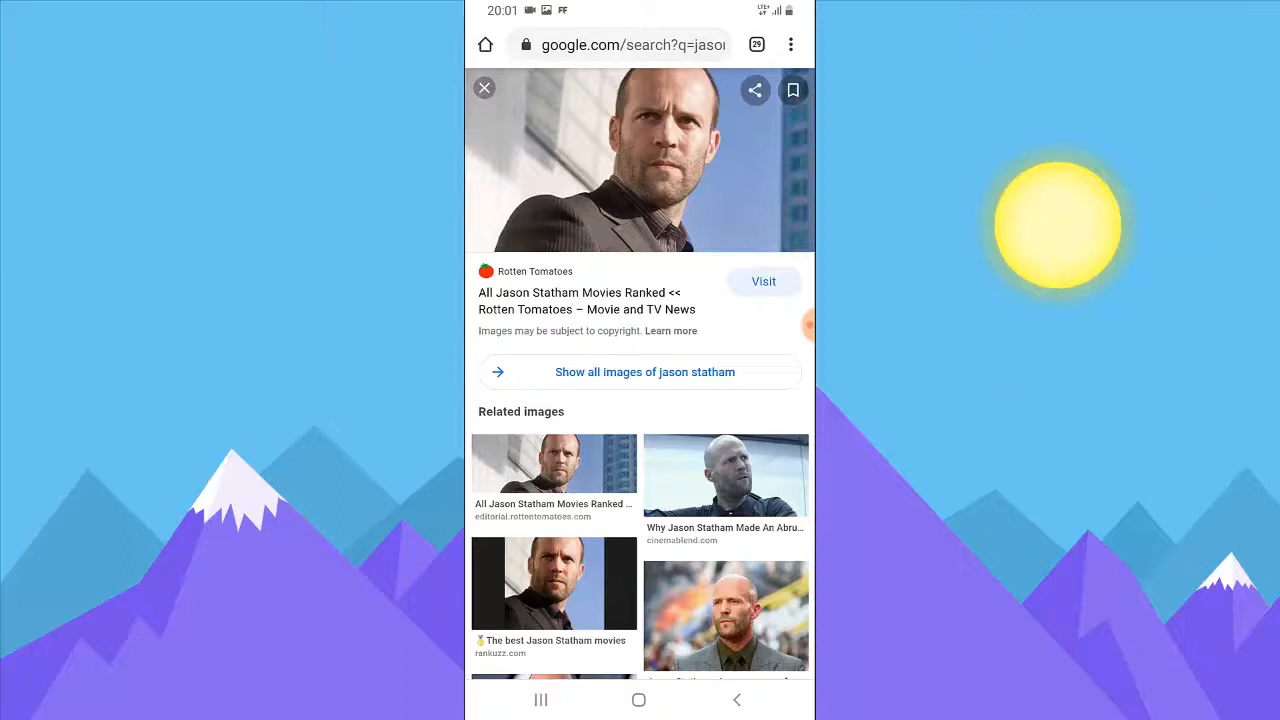 20:01 FF LTE+
google.com/search?q=jaso 29
Rotten Tomatoes
Visit
All Jason Statham Movies Ranked <<
Rotten Tomatoes – Movie and TV News
Images may be subject to copyright. Learn more
Show all images of jason statham
Related images
All Jason Statham Movies Ranked ...
editorial.rottentomatoes.com
Why Jason Statham Made An Abru...
cinemablend.com
🏅The best Jason Statham movies
rankuzz.com